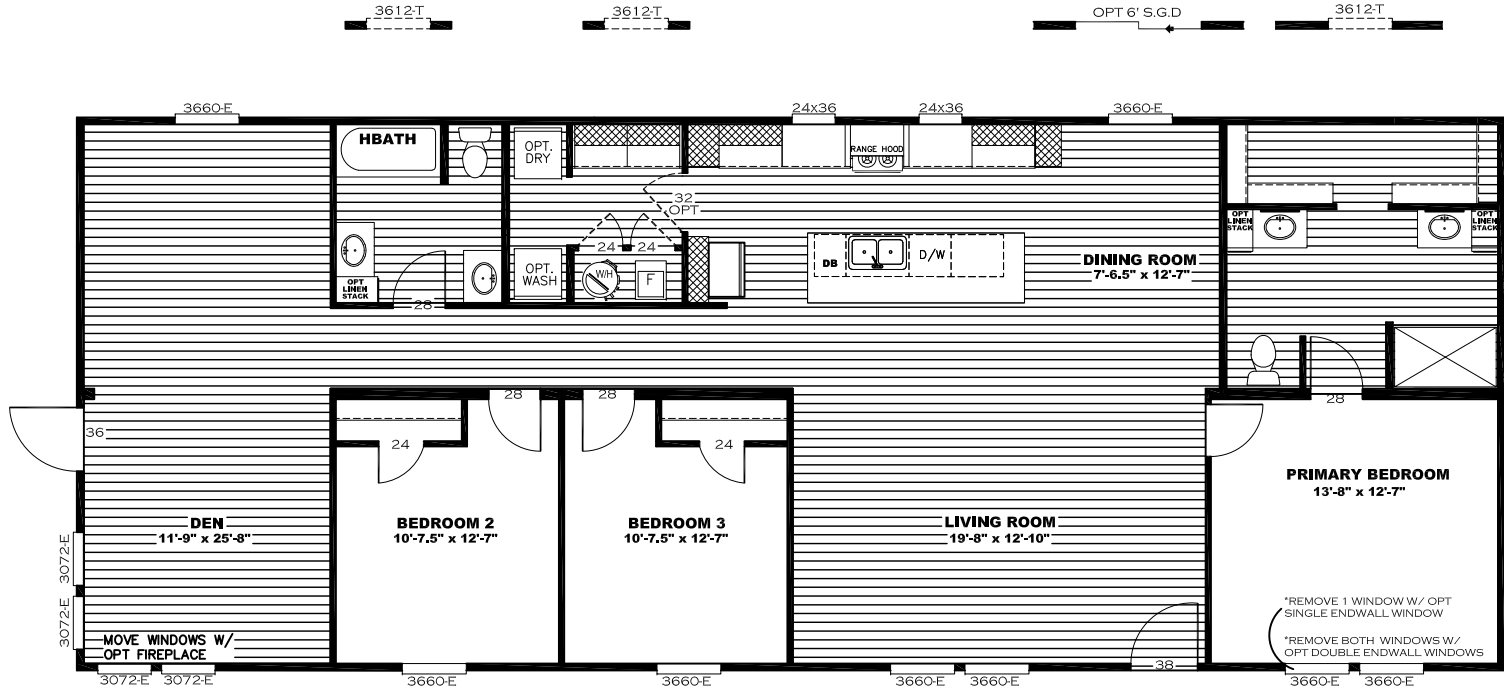 3612-T
3612-T
OPT 6' S.G.D
3612-T
3660-E
24x36
24x36
3660-E
HBATH
OPT.
DRY
RANGE HOOD
32
OPT
OPT
LINEN
STACK
OPT
LINEN
STACK
24
24
DB
D/W
DINING ROOM
7'-6.5" x 12'-7"
OPT
LINEN
STACK
OPT.
WASH
W/H
F
28
28
28
28
36
24
24
PRIMARY BEDROOM
13'-8" x 12'-7"
DEN
11'-9" x 25'-8"
BEDROOM 2
10'-7.5" x 12'-7"
BEDROOM 3
10'-7.5" x 12'-7"
LIVING ROOM
19'-8" x 12'-10"
3072-E
3072-E
*REMOVE 1 WINDOW W/ OPT
SINGLE ENDWALL WINDOW
*REMOVE BOTH WINDOWS W/
OPT DOUBLE ENDWALL WINDOWS
MOVE WINDOWS W/
OPT FIREPLACE
38
3072-E
3072-E
3660-E
3660-E
3660-E
3660-E
3660-E
3660-E